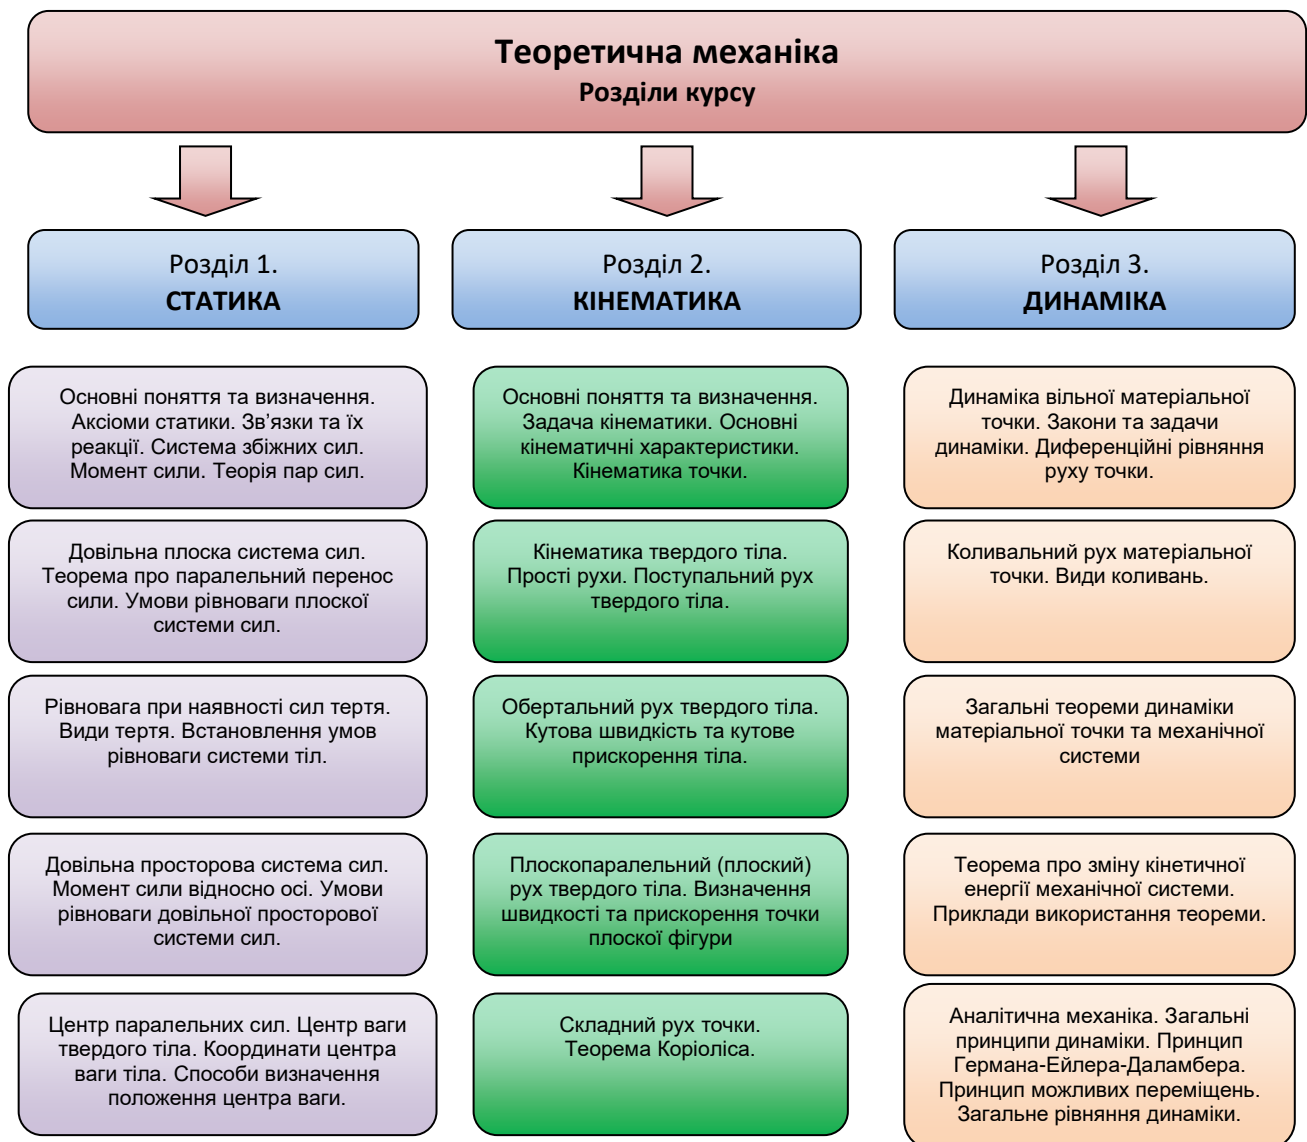 Теоретична механіка
Розділи курсу
Розділ 1.
СТАТИКА
Основні поняття та визначення.
Аксіоми статики. Зв’язки та їх
реакції. Система збіжних сил.
Момент сили. Теорія пар сил.
Довільна плоска система сил.
Теорема про паралельний перенос
сили. Умови рівноваги плоскої
системи сил.
Рівновага при наявності сил тертя.
Види тертя. Встановлення умов
рівноваги системи тіл.
Довільна просторова система сил.
Момент сили відносно осі. Умови
рівноваги довільної просторової
системи сил.
Центр паралельних сил. Центр ваги
твердого тіла. Координати центра
ваги тіла. Способи визначення
положення центра ваги.
Розділ 2.
КІНЕМАТИКА
Основні поняття та визначення.
Задача кінематики. Основні
кінематичні характеристики.
Кінематика точки.
Кінематика твердого тіла.
Прості рухи. Поступальний рух
твердого тіла.
Обертальний рух твердого тіла.
Кутова швидкість та кутове
прискорення тіла.
Плоскопаралельний (плоский)
рух твердого тіла. Визначення
швидкості та прискорення точки
плоскої фігури
Складний рух точки.
Теорема Коріоліса.
Розділ 3.
ДИНАМІКА
Динаміка вільної матеріальної
точки. Закони та задачі
динаміки. Диференційні рівняння
руху точки.
Коливальний рух матеріальної
точки. Види коливань.
Загальні теореми динаміки
матеріальної точки та механічної
системи
Теорема про зміну кінетичної
енергії механічної системи.
Приклади використання теореми.
Аналітична механіка. Загальні
принципи динаміки. Принцип
Германа-Ейлера-Даламбера.
Принцип можливих переміщень.
Загальне рівняння динаміки.